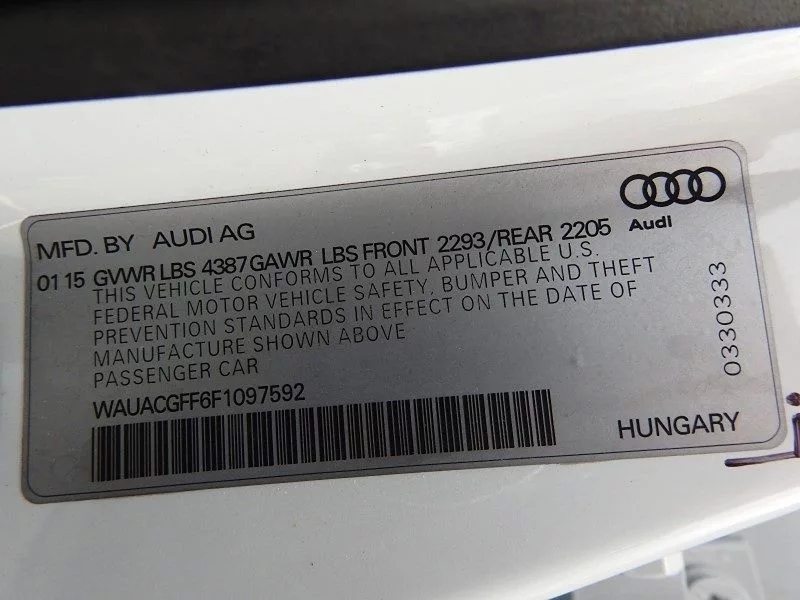 MFD. BY AUDI AG
Audi
01 15 GVWR LBS 4387 GAWR LBS FRONT 2293/REAR 2205
THIS VEHICLE CONFORMS TO ALL APPLICABLE U.S.
FEDERAL MOTOR VEHICLE SAFETY, BUMPER AND THEFT
PREVENTION STANDARDS IN EFFECT ON THE DATE OF
MANUFACTURE SHOWN ABOVE
PASSENGER CAR
0330333
WAUACGFF6F1097592
HUNGARY